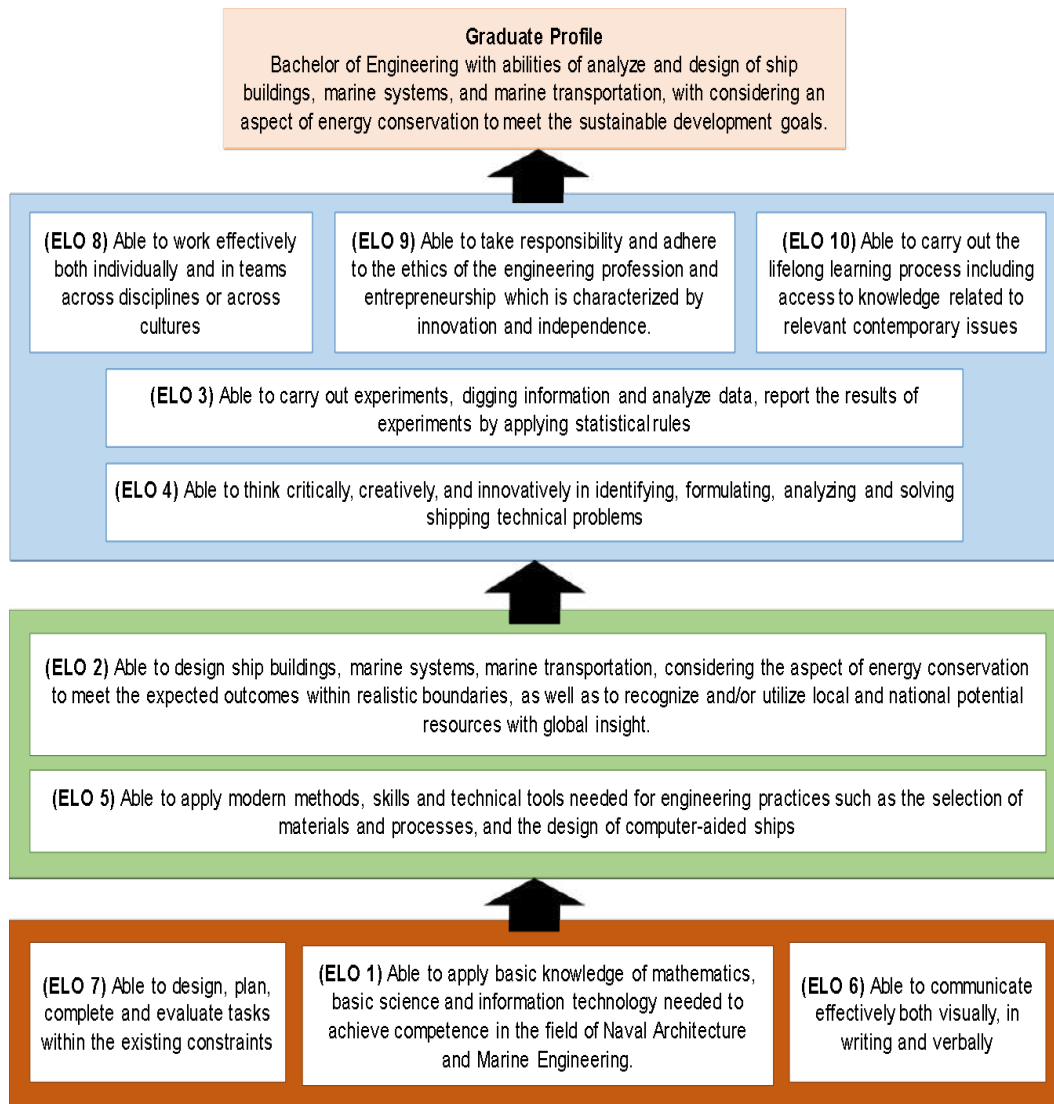 Graduate Profile
Bachelor of Engineering with abilities of analyze and design of ship
buildings, marine systems, and marine transportation, with considering an
aspect of energy conservation to meet the sustainable development goals.
(ELO 8) Able to work effectively
both individually and in teams
across disciplines or across
cultures
(ELO 9) Able to take responsibility and adhere
to the ethics of the engineering profession and
entrepreneurship which is characterized by
innovation and independence.
(ELO 10) Able to carry out the
lifelong learning process including
access to knowledge related to
relevant contemporary issues
(ELO 3) Able to carry out experiments, digging information and analyze data, report the results of
experiments by applying statistical rules
(ELO 4) Able to think critically, creatively, and innovatively in identifying, formulating, analyzing and solving
shipping technical problems
(ELO 2) Able to design ship buildings, marine systems, marine transportation, considering the aspect of energy conservation
to meet the expected outcomes within realistic boundaries, as well as to recognize and/or utilize local and national potential
resources with global insight.
(ELO 5) Able to apply modern methods, skills and technical tools needed for engineering practices such as the selection of
materials and processes, and the design of computer-aided ships
(ELO 7) Able to design, plan,
complete and evaluate tasks
within the existing constraints
(ELO 1) Able to apply basic knowledge of mathematics,
basic science and information technology needed to
achieve competence in the field of Naval Architecture
and Marine Engineering.
(ELO 6) Able to communicate
effectively both visually, in
writing and verbally